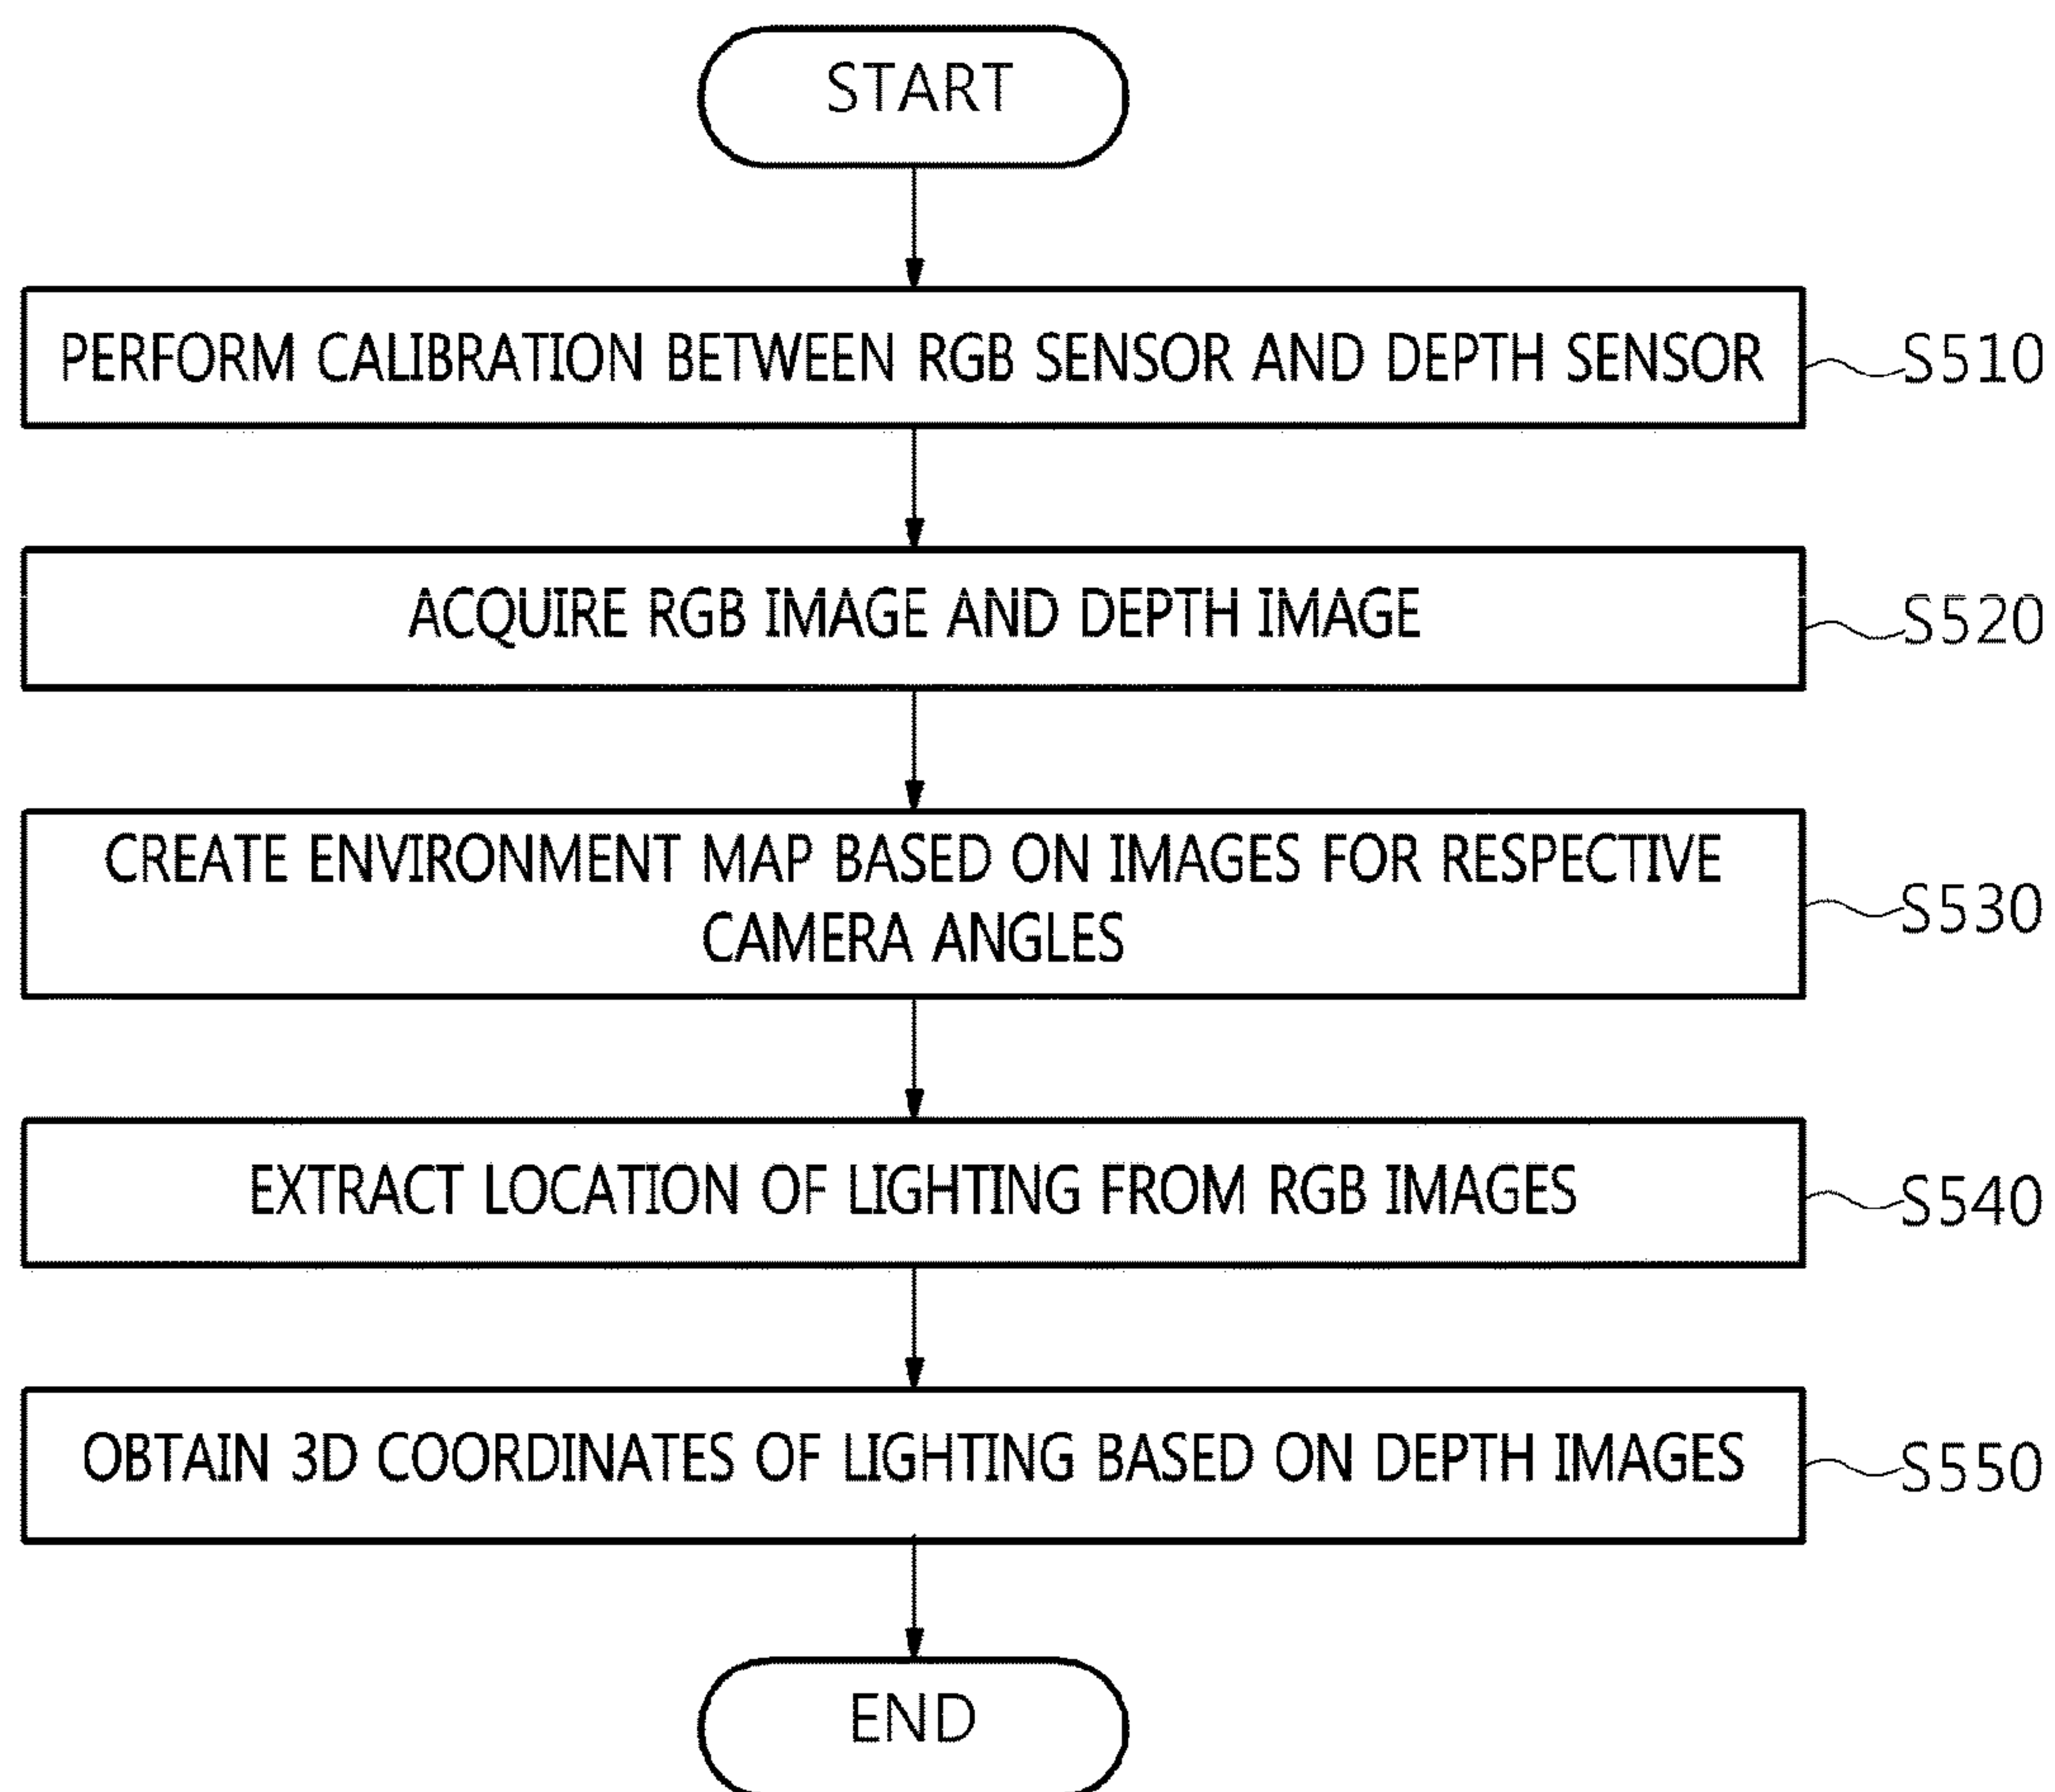 START
PERFORM CALIBRATION BETWEEN RGB SENSOR AND DEPTH SENSOR
S510
ACQUIRE RGB IMAGE AND DEPTH IMAGE
S520
CREATE ENVIRONMENT MAP BASED ON IMAGES FOR RESPECTIVE
CAMERA ANGLES
S530
EXTRACT LOCATION OF LIGHTING FROM RGB IMAGES
S540
OBTAIN 3D COORDINATES OF LIGHTING BASED ON DEPTH IMAGES
S550
END